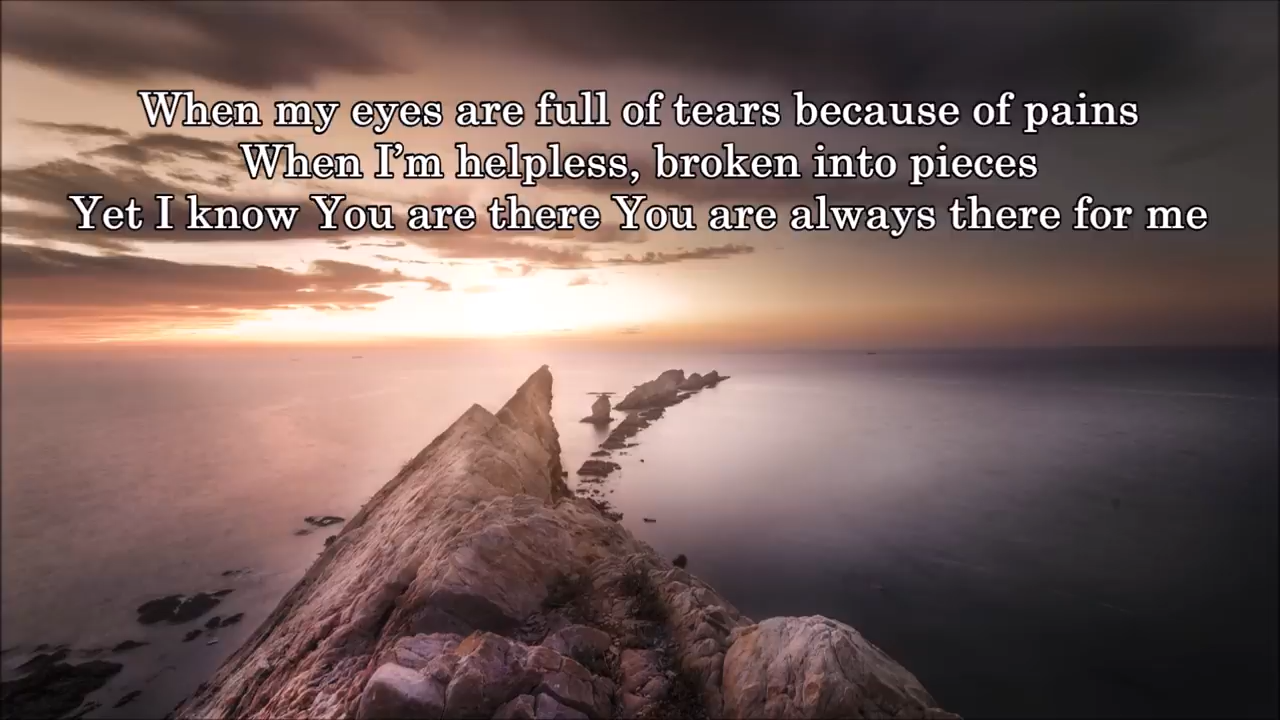 When my eyes are full of tears because of pains
When I’m helpless, broken into pieces
Yet I know You are there You are always there for me